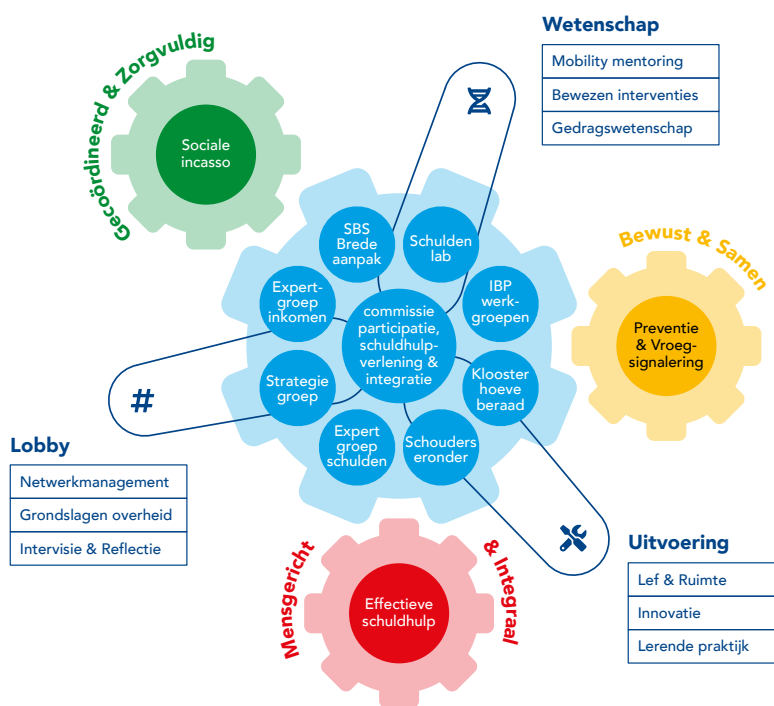 Wetenschap
Mobility mentoring
Bewezen interventies
Gedragswetenschap
Gecoördineerd & Zorgvuldig
Sociale
incasso
SBS
Brede
aanpak
Schulden
lab
Expert-
groep
inkomen
IBP
werk-
groepen
commissie
participatie,
schuldhulp-
verlening &
integratie
Strategie
groep
Klooster
hoeve
beraad
Expert
groep
schulden
Schouders
eronder
Bewust & Samen
Preventie
& Vroeg-
signalering
#
Lobby
Netwerkmanagement
Grondslagen overheid
Intervisie & Reflectie
Mensgericht
& Integraal
Effectieve
schuldhulp
Uitvoering
Lef & Ruimte
Innovatie
Lerende praktijk